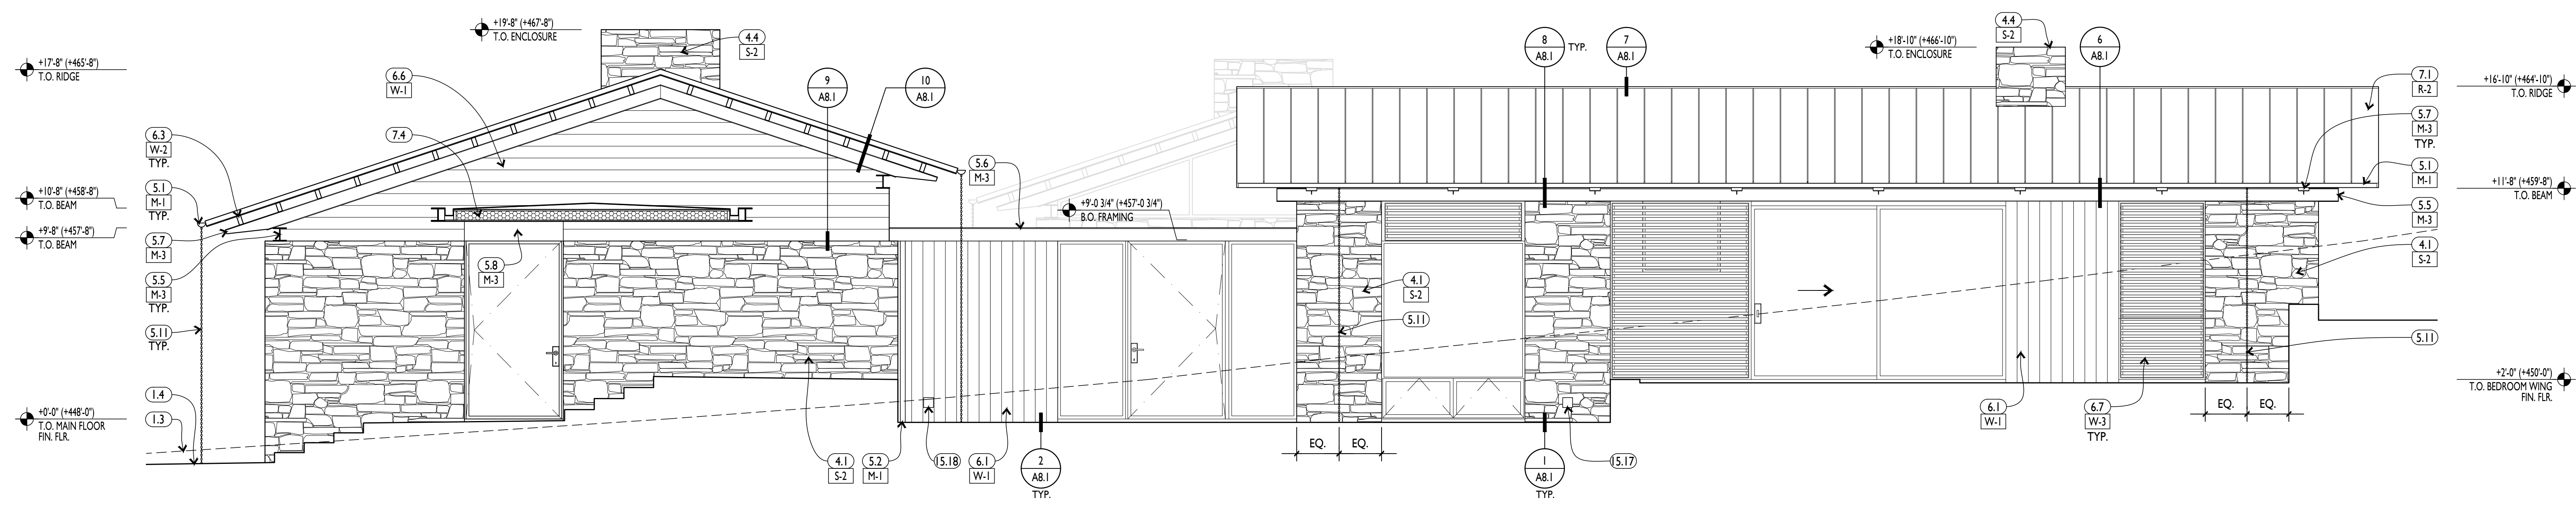 +19'-8" (+467'-8")
T.O. ENCLOSURE
+17'-8" (+465'-8")
T.O. RIDGE
+10'-8" (+458'-8")
T.O. BEAM
+9'-8" (+457'-8")
T.O. BEAM
+0'-0" (+448'-0")
T.O. MAIN FLOOR
FIN. FLR.
6.3
W-2
TYP.
5.1
M-1
TYP.
5.7
M-3
5.5
M-3
TYP.
5.11
TYP.
1.4
1.3
6.6
W-1
7.4
4.4
S-2
9
A8.1
10
A8.1
5.8
M-3
5.6
M-3
+9'-0 3/4" (+457'-0 3/4")
B.O. FRAMING
4.1
S-2
5.2
M-1
15.18
6.1
W-1
2
A8.1
TYP.
8
A8.1
TYP.
7
A8.1
+18'-10" (+466'-10")
T.O. ENCLOSURE
4.4
S-2
6
A8.1
4.1
S-2
5.11
EQ.
EQ.
1
A8.1
TYP.
15.17
6.1
W-1
6.7
W-3
TYP.
EQ.
EQ.
7.1
R-2
5.7
M-3
TYP.
5.1
M-1
5.5
M-3
4.1
S-2
5.11
+16'-10" (+464'-10")
T.O. RIDGE
+11'-8" (+459'-8")
T.O. BEAM
+2'-0" (+450'-0")
T.O. BEDROOM WING
FIN. FLR.